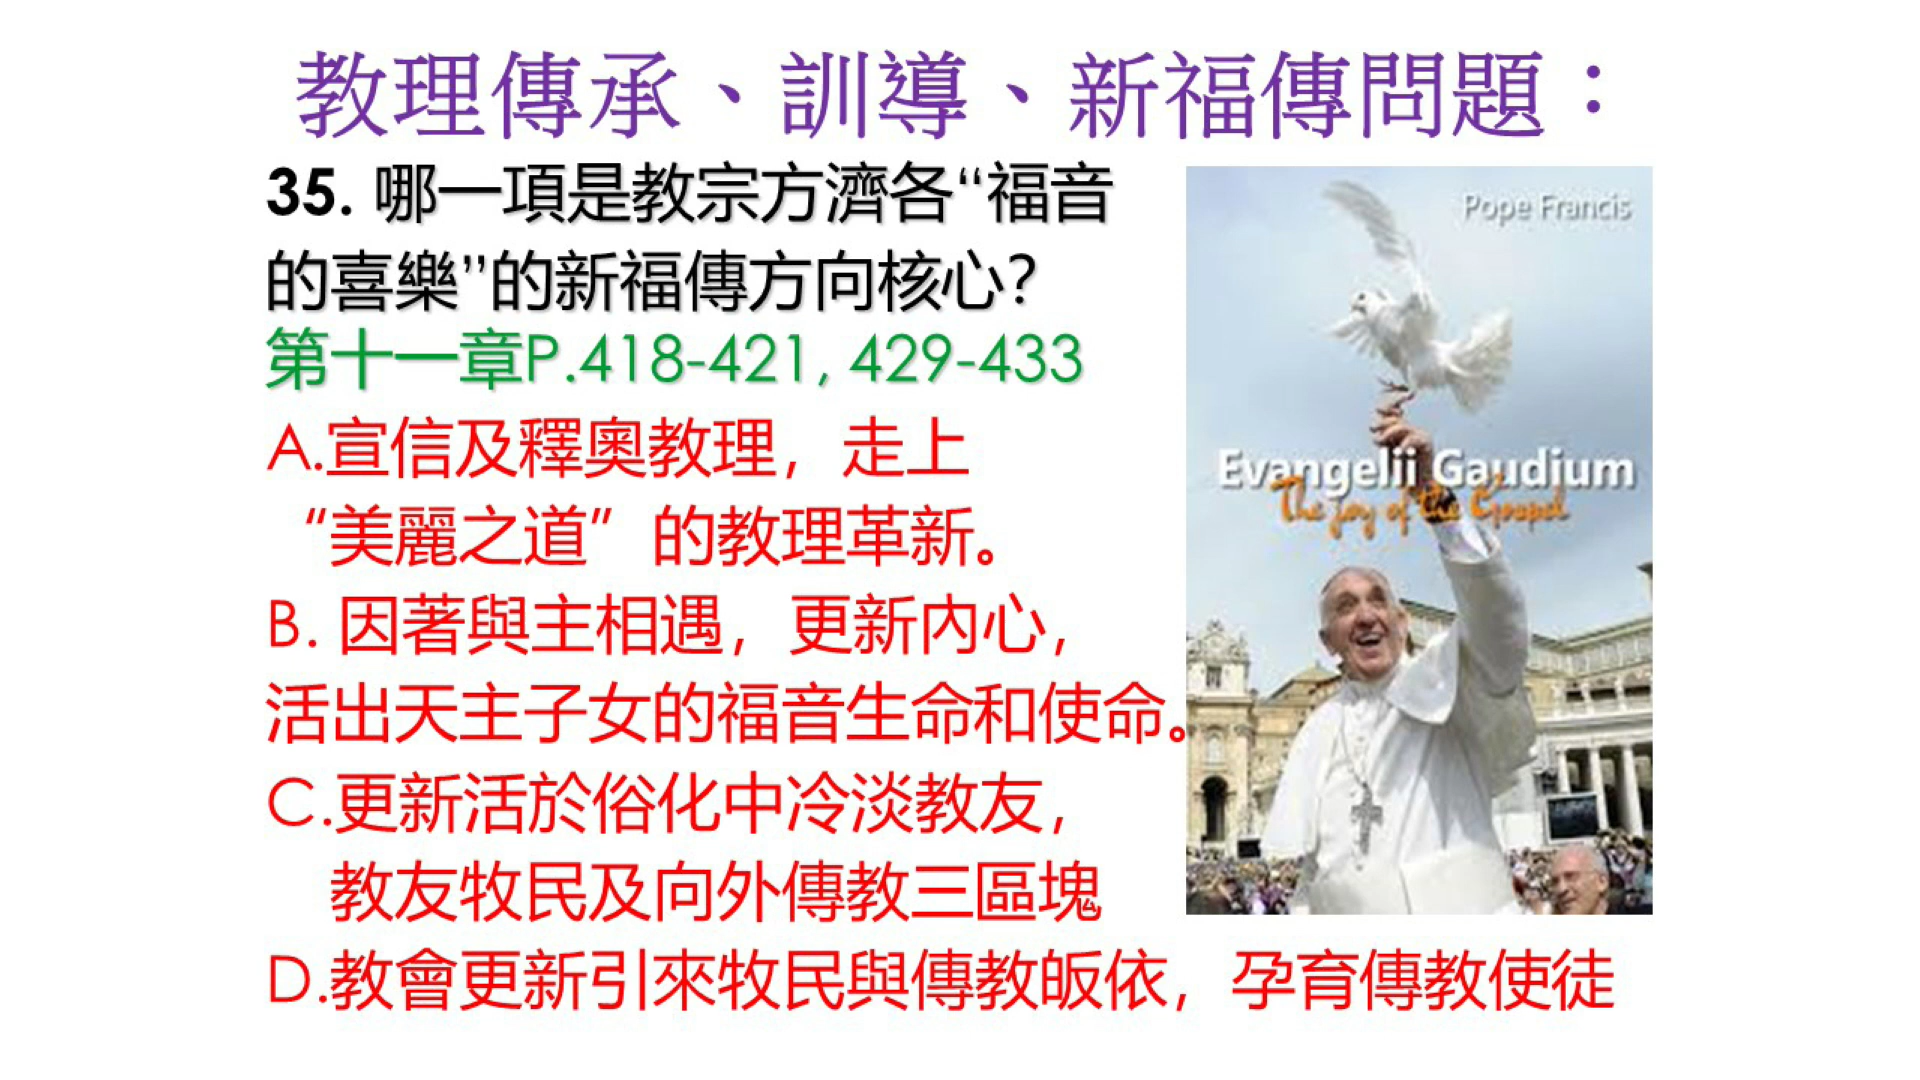 教理傳承、訓導、新福傳問題：
35. 哪一項是教宗方濟各“福音
的喜樂”的新福傳方向核心？
第十一章P.418-421, 429-433
A.宣信及釋奧教理，走上
“美麗之道”的教理革新。
B. 因著與主相遇，更新內心，
活出天主子女的福音生命和使命。
C.更新活於俗化中冷淡教友，
教友牧民及向外傳教三區塊
D.教會更新引來牧民與傳教皈依，孕育傳教使徒
Pope Francis
Evangelii Gaudium
The Joy of the Gospel